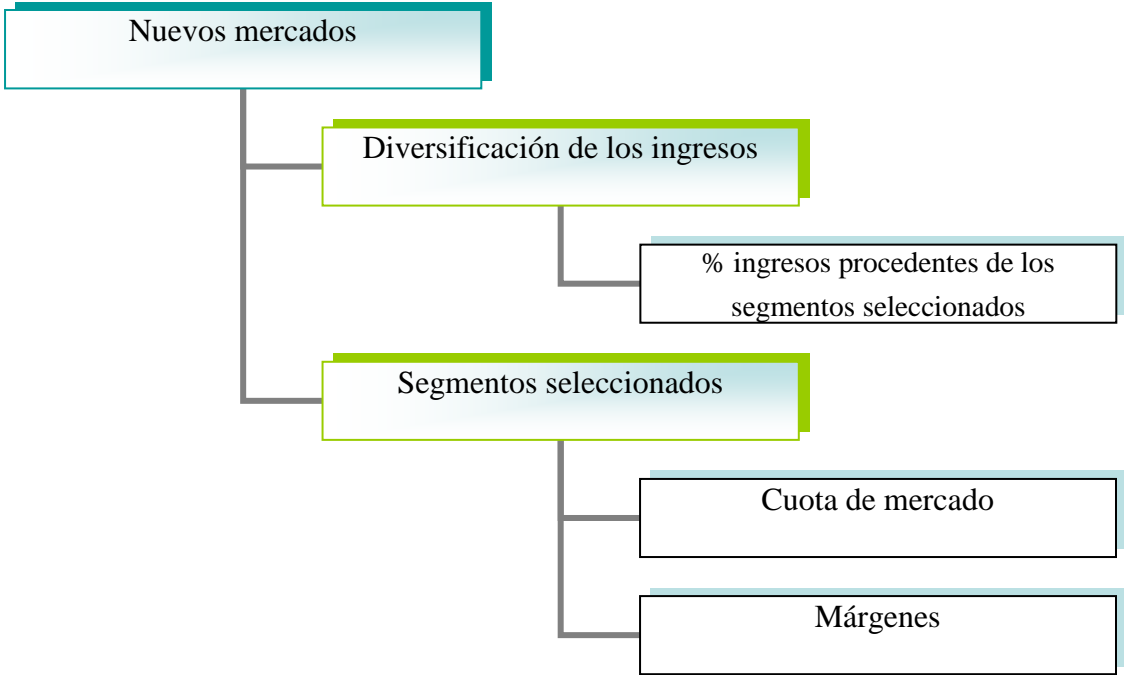 Nuevos mercados
Diversificación de los ingresos
% ingresos procedentes de los
segmentos seleccionados
Segmentos seleccionados
Cuota de mercado
Márgenes